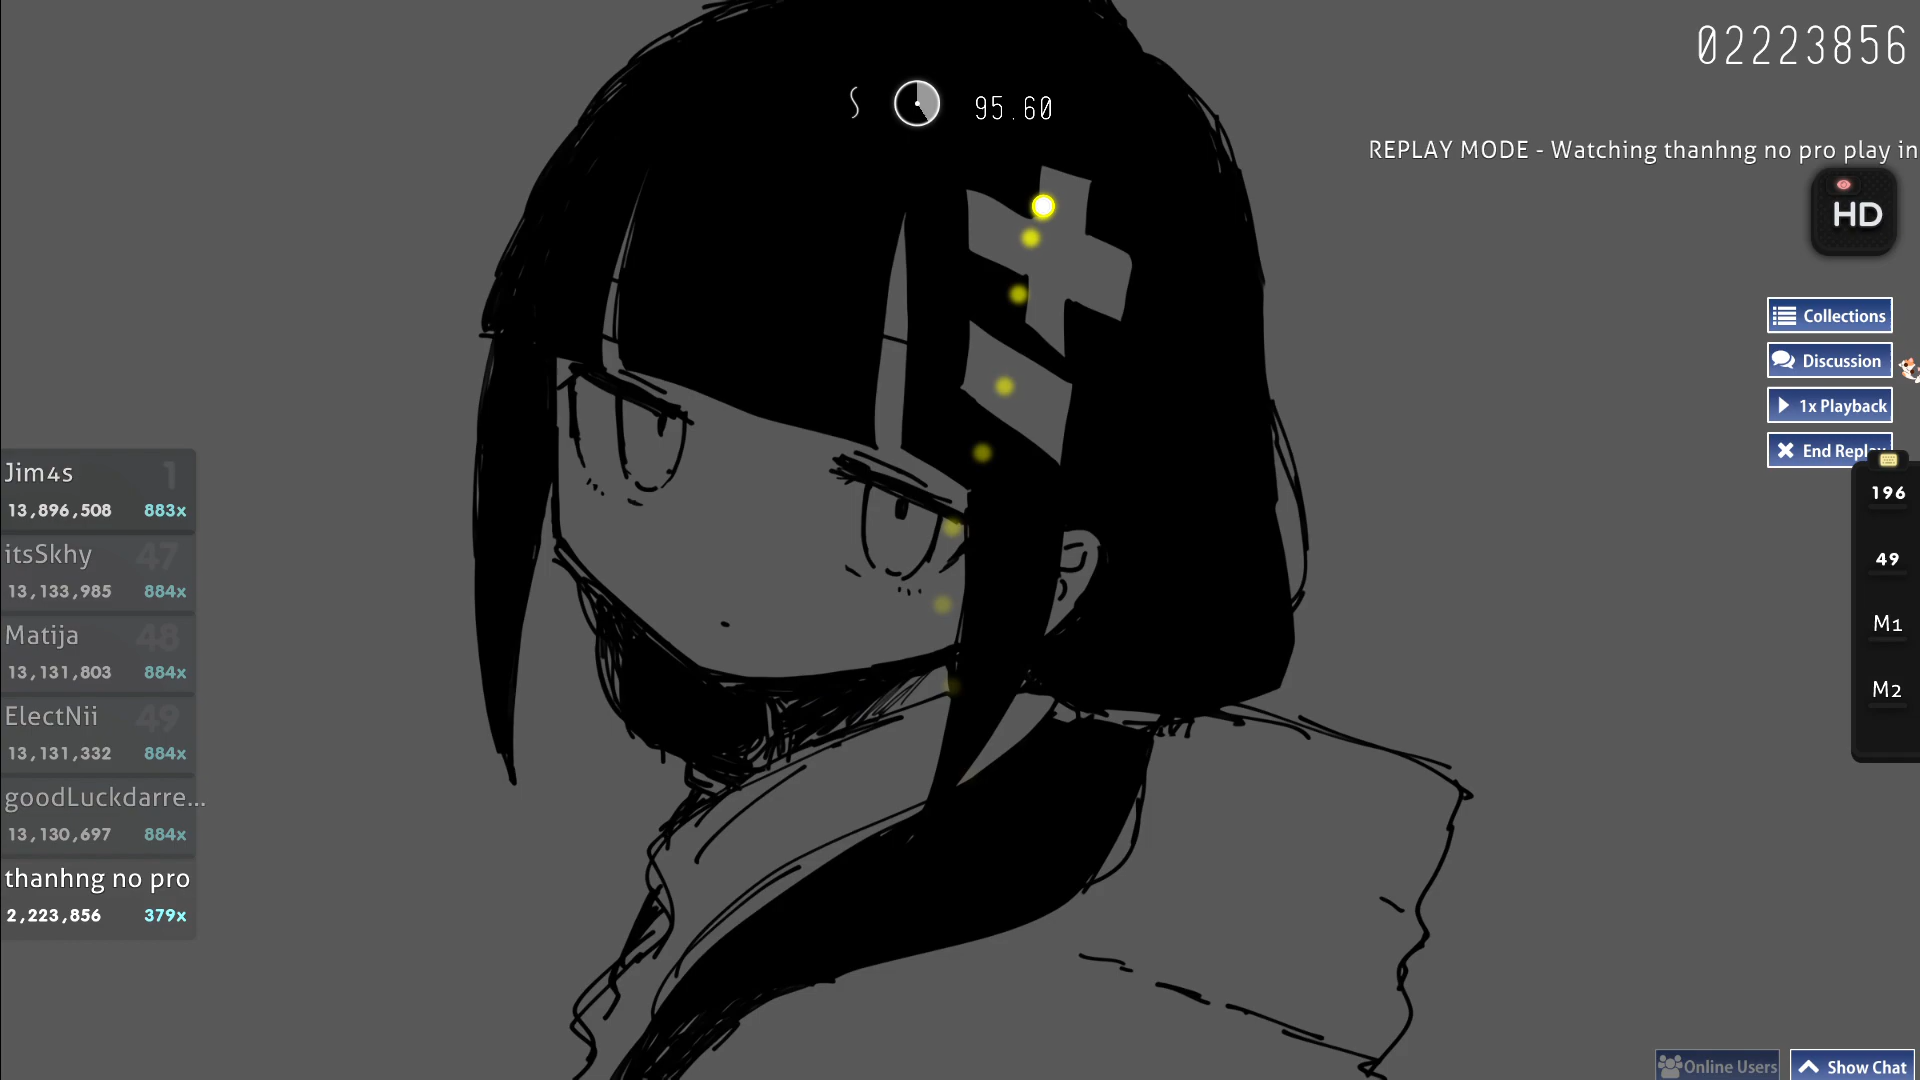 02223856
S 95.60
REPLAY MODE - Watching thanhng no pro play in
HD
Collections
Discussion
1x Playback
End Replay
196
49
M1
M2
Jim4s 1
13,896,508 883x
itsSkhy 47
13,133,985 884x
Matija 48
13,131,803 884x
ElectNii 49
13,131,332 884x
goodLuckdarre...
13,130,697 884x
thanhng no pro
2,223,856 379x
Online Users
Show Chat